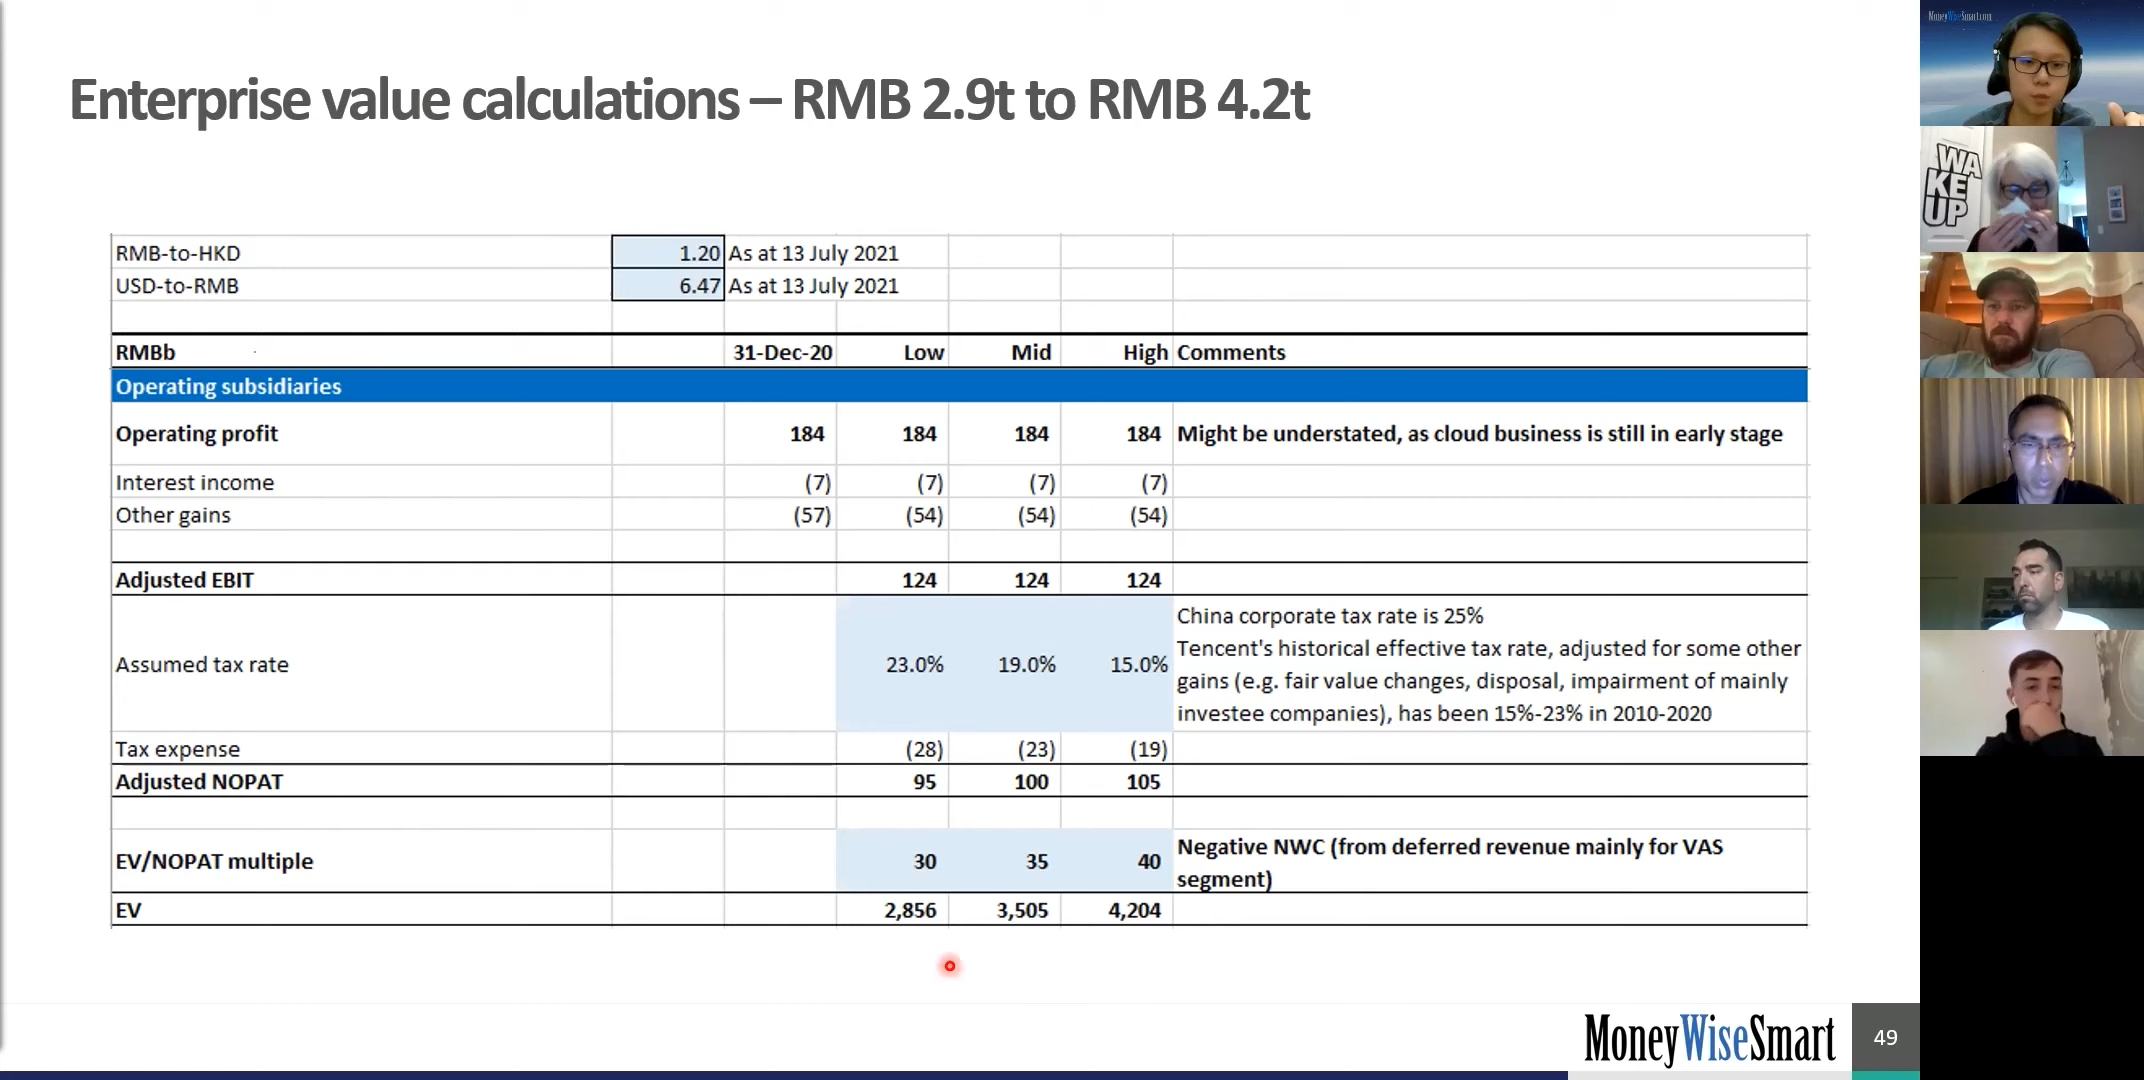 Enterprise value calculations – RMB 2.9t to RMB 4.2t
RMB-to-HKD 1.20 As at 13 July 2021
USD-to-RMB 6.47 As at 13 July 2021
RMBb 31-Dec-20 Low Mid High Comments
Operating subsidiaries
Operating profit 184 184 184 184 Might be understated, as cloud business is still in early stage
Interest income (7) (7) (7) (7)
Other gains (57) (54) (54) (54)
Adjusted EBIT 124 124 124
China corporate tax rate is 25%
Tencent's historical effective tax rate, adjusted for some other
Assumed tax rate 23.0% 19.0% 15.0%
gains (e.g. fair value changes, disposal, impairment of mainly
investee companies), has been 15%-23% in 2010-2020
Tax expense (28) (23) (19)
Adjusted NOPAT 95 100 105
EV/NOPAT multiple 30 35 40 Negative NWC (from deferred revenue mainly for VAS
segment)
EV 2,856 3,505 4,204
MoneyWiseSmart 49
MoneyWiseSmart.com
WA
KE
UP